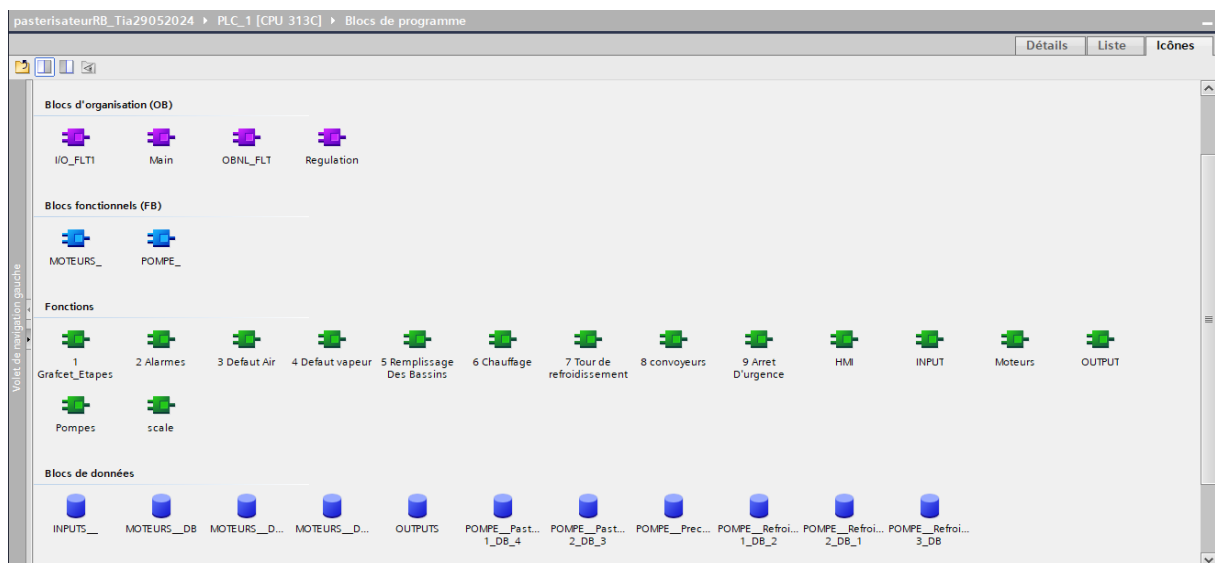 pasterisateurRB_Tia29052024 ▸ PLC_1 [CPU 313C] ▸ Blocs de programme
Détails Liste Icônes
Volet de navigation gauche
Blocs d'organisation (OB)
I/O_FLT1 Main OBNL_FLT Regulation
Blocs fonctionnels (FB)
MOTEURS_ POMPE_
Fonctions
1 2 Alarmes 3 Defaut Air 4 Defaut vapeur 5 Remplissage 6 Chauffage 7 Tour de 8 convoyeurs 9 Arret HMI INPUT Moteurs OUTPUT
Grafcet_Etapes Des Bassins refroidissement D'urgence
Pompes scale
Blocs de données
INPUTS__ MOTEURS__DB MOTEURS__D... MOTEURS__D... OUTPUTS POMPE__Past... POMPE__Past... POMPE__Prec... POMPE__Refroi... POMPE__Refroi... POMPE__Refroi...
1_DB_4 2_DB_3 1_DB_2 2_DB_1 3_DB